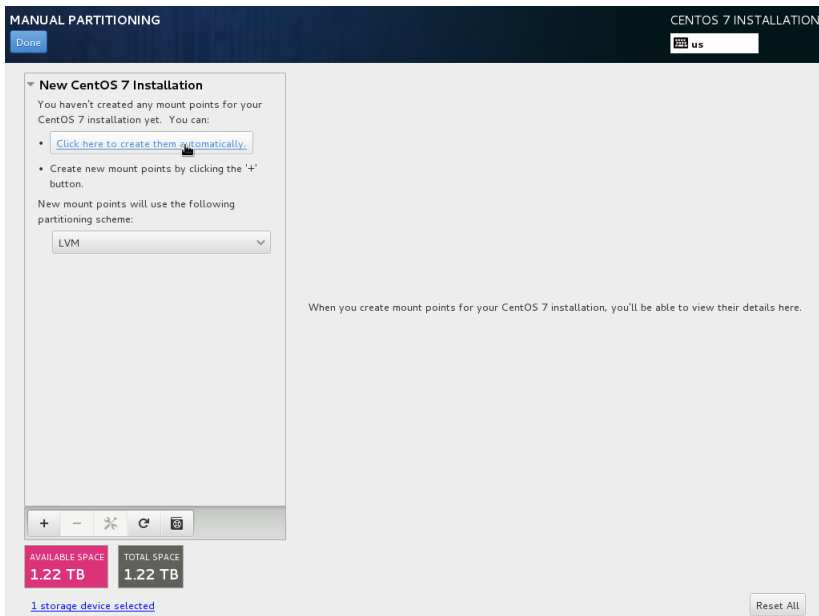 MANUAL PARTITIONING
CENTOS 7 INSTALLATION
Done
us
New CentOS 7 Installation
You haven't created any mount points for your
CentOS 7 installation yet. You can:
• Click here to create them automatically.
• Create new mount points by clicking the '+'
button.
New mount points will use the following
partitioning scheme:
LVM
When you create mount points for your CentOS 7 installation, you'll be able to view their details here.
AVAILABLE SPACE
1.22 TB
TOTAL SPACE
1.22 TB
1 storage device selected
Reset All